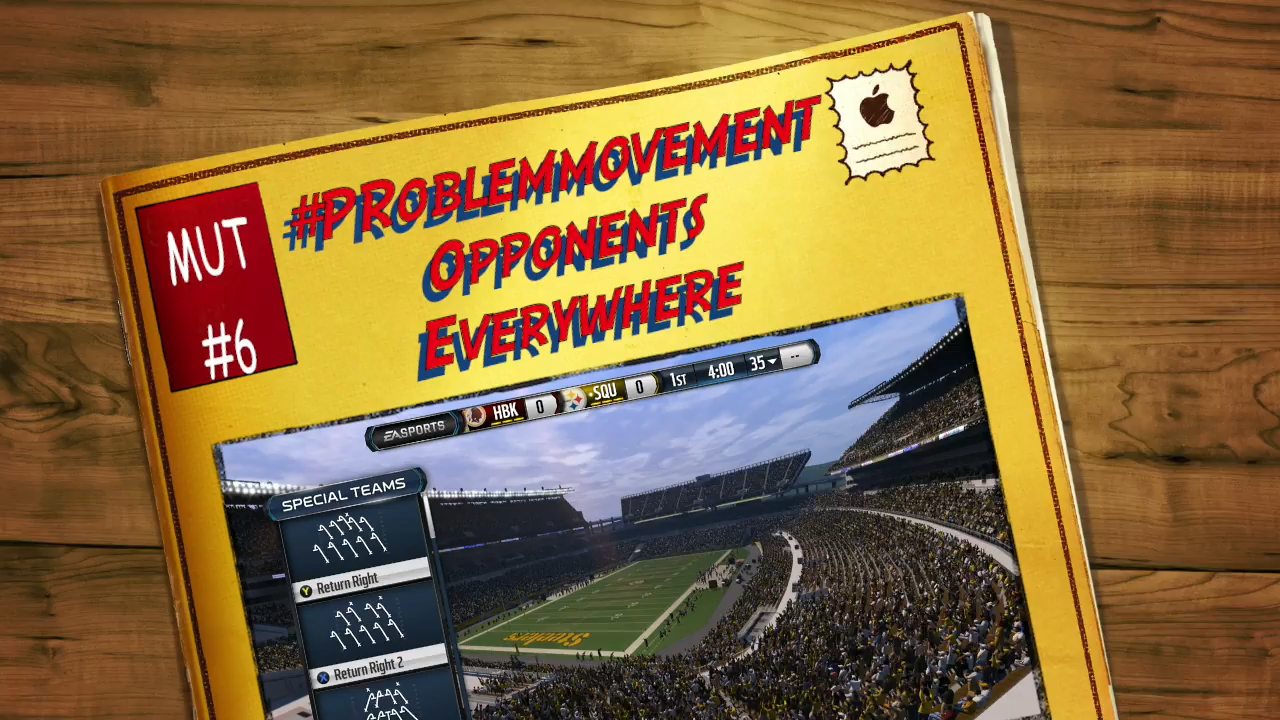 MUT
#6
#PRoblemmovement
Opponents
Everywhere
EA SPORTS HBK 0 SQU 0 1ST 4:00 35 --
SPECIAL TEAMS
Y Return Right
X Return Right 2
Steelers